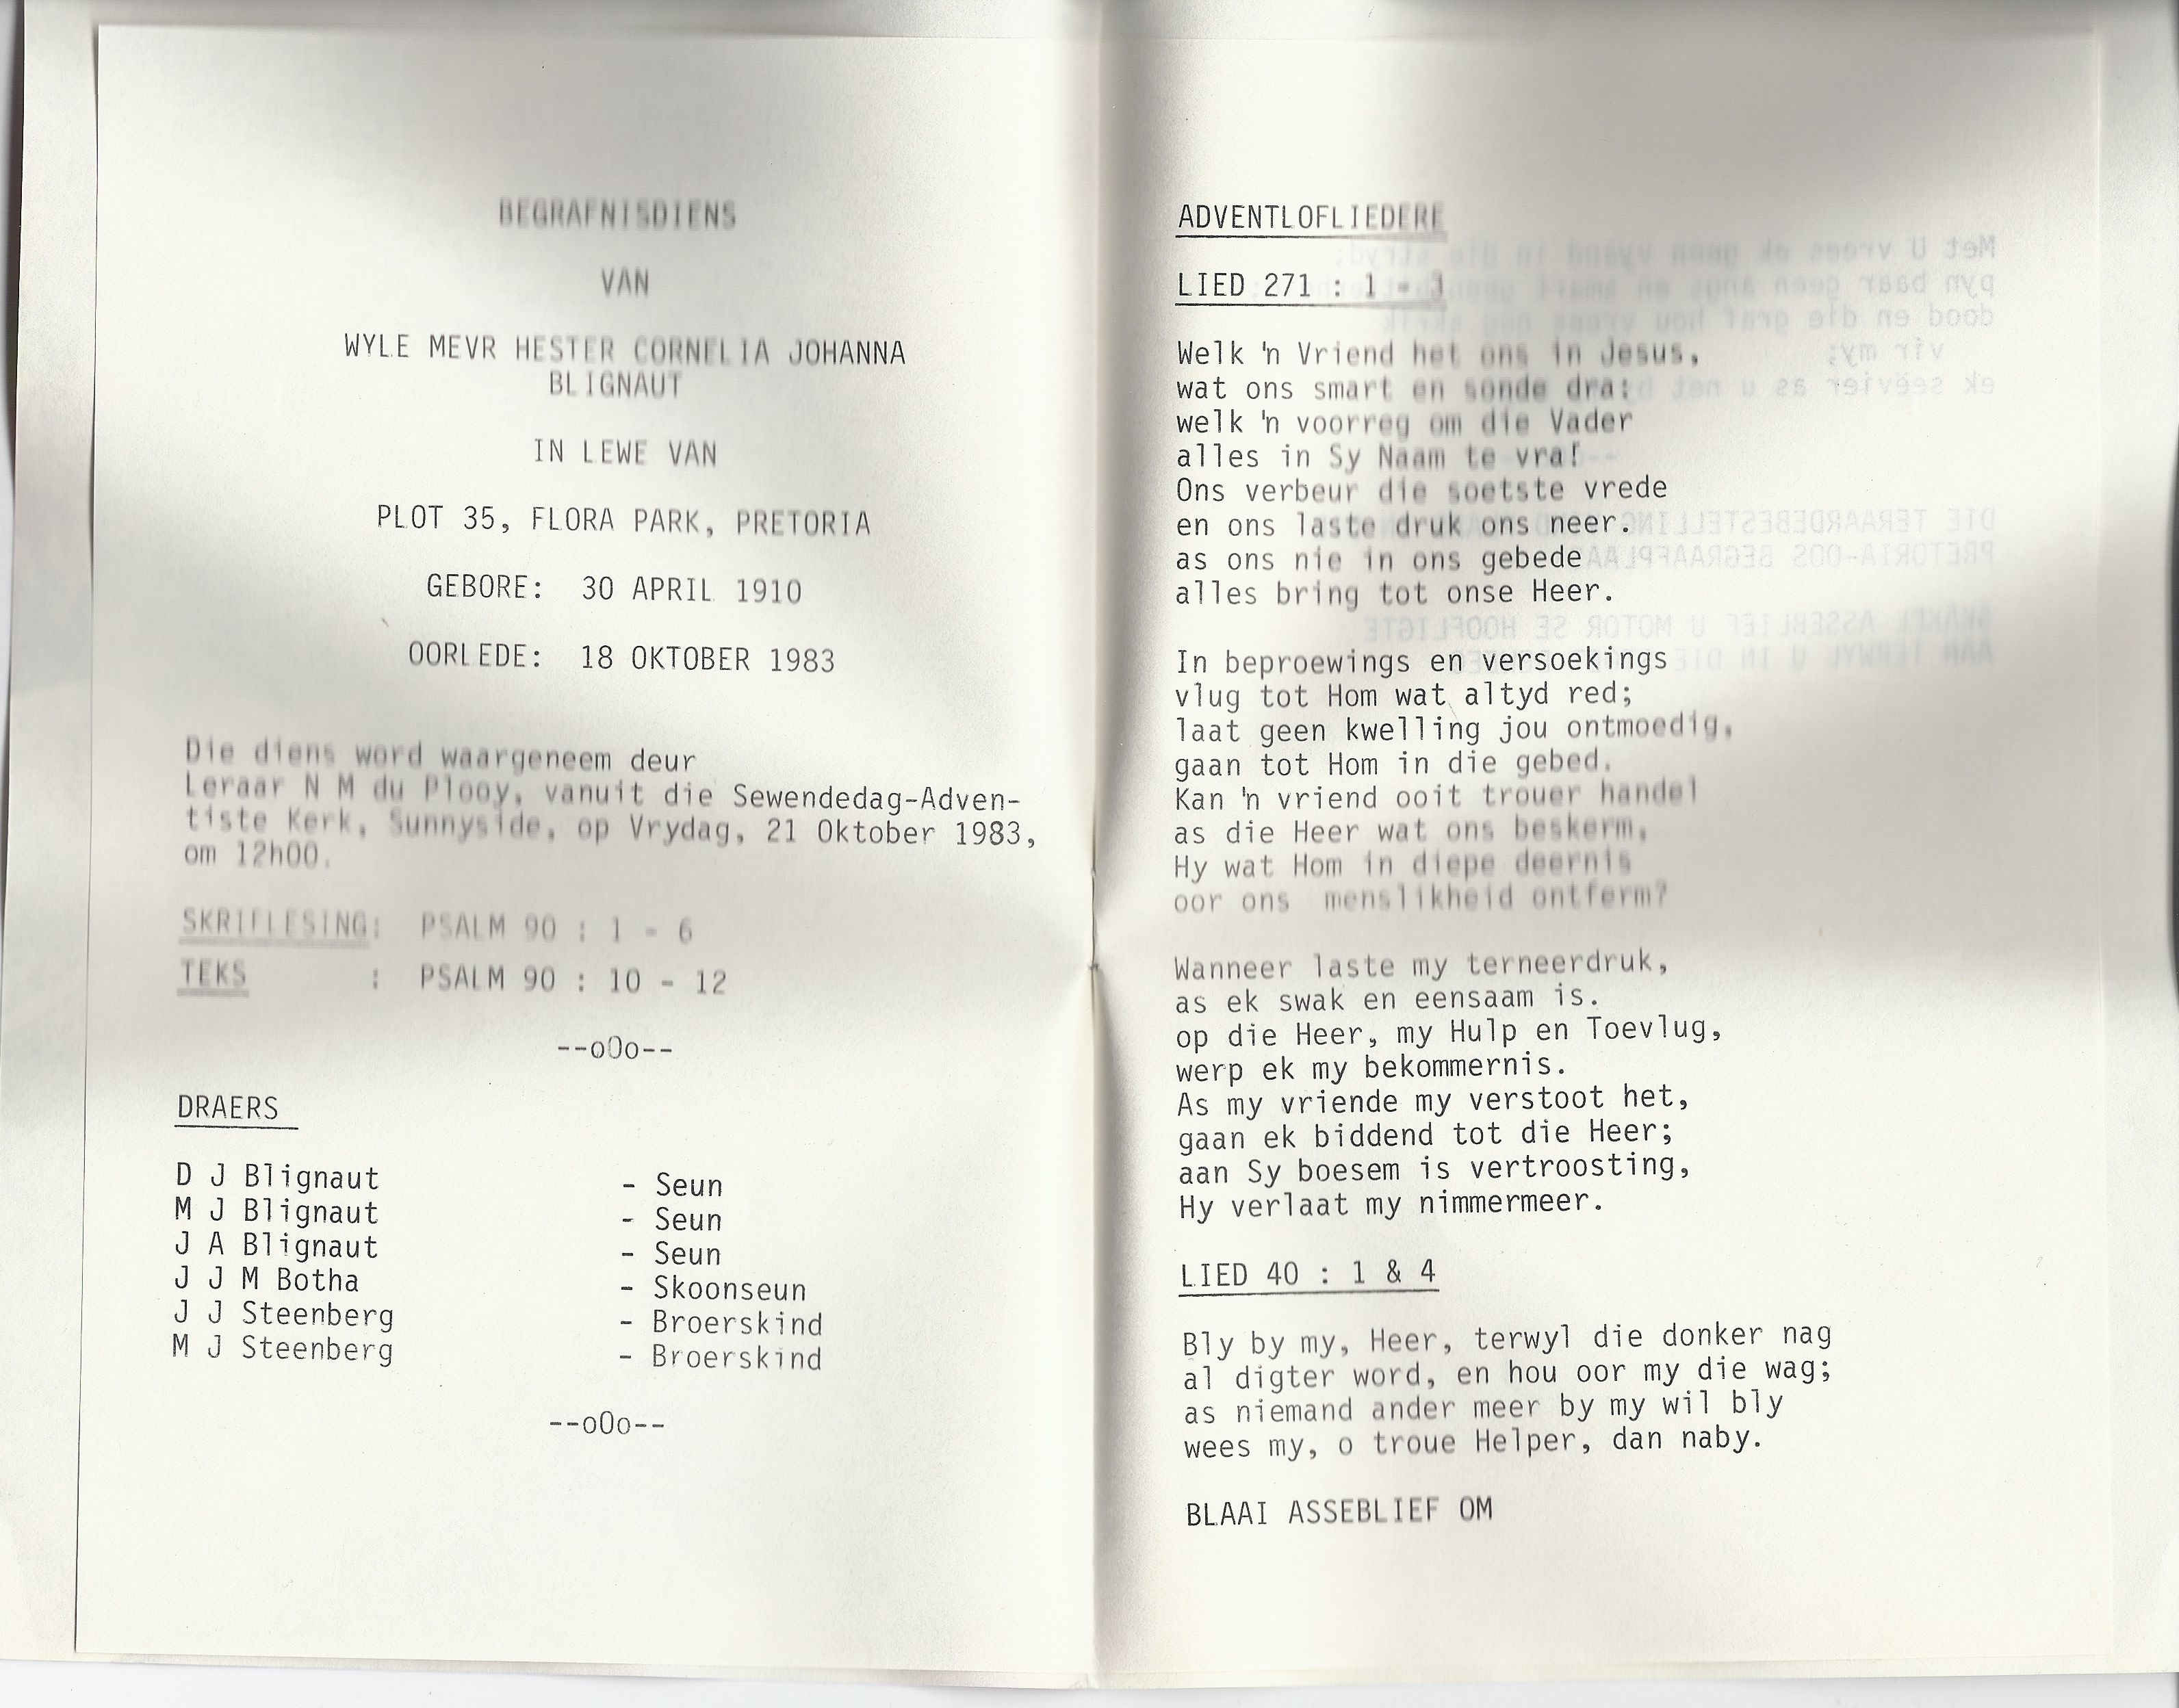 BEGRAFNISDIENS
VAN
WYLE MEVR HESTER CORNELIA JOHANNA
BLIGNAUT
IN LEWE VAN
PLOT 35, FLORA PARK, PRETORIA
GEBORE: 30 APRIL 1910
OORLEDE: 18 OKTOBER 1983
Die diens word waargeneem deur
Leraar N M du Plooy, vanuit die Sewendedag-Adven-
tiste Kerk, Sunnyside, op Vrydag, 21 Oktober 1983,
om 12h00.
SKRIFLESING: PSALM 90 : 1 - 6
TEKS : PSALM 90 : 10 - 12
--oOo--
DRAERS
D J Blignaut - Seun
M J Blignaut - Seun
J A Blignaut - Seun
J J M Botha - Skoonseun
J J Steenberg - Broerskind
M J Steenberg - Broerskind
--oOo--
ADVENTLOFLIEDERE
LIED 271 : 1 - 3
Welk 'n Vriend het ons in Jesus,
wat ons smart en sonde dra:
welk 'n voorreg om die Vader
alles in Sy Naam te vra!
Ons verbeur die soetste vrede
en ons laste druk ons neer.
as ons nie in ons gebede
alles bring tot onse Heer.
In beproewings en versoekings
vlug tot Hom wat altyd red;
laat geen kwelling jou ontmoedig,
gaan tot Hom in die gebed.
Kan 'n vriend ooit trouer handel
as die Heer wat ons beskerm,
Hy wat Hom in diepe deernis
oor ons menslikheid ontferm?
Wanneer laste my terneerdruk,
as ek swak en eensaam is.
op die Heer, my Hulp en Toevlug,
werp ek my bekommernis.
As my vriende my verstoot het,
gaan ek biddend tot die Heer;
aan Sy boesem is vertroosting,
Hy verlaat my nimmermeer.
LIED 40 : 1 & 4
Bly by my, Heer, terwyl die donker nag
al digter word, en hou oor my die wag;
as niemand ander meer by my wil bly
wees my, o troue Helper, dan naby.
BLAAI ASSEBLIEF OM